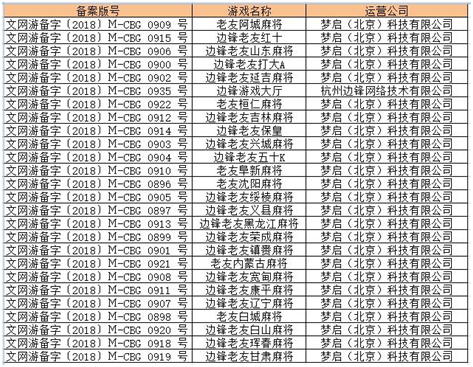 备案版号 游戏名称 运营公司
文网游备字〔2018〕M-CBG 0909 号 老友阿城麻将 梦启（北京）科技有限公司
文网游备字〔2018〕M-CBG 0915 号 边锋老友红十 梦启（北京）科技有限公司
文网游备字〔2018〕M-CBG 0906 号 边锋老友山东麻将 梦启（北京）科技有限公司
文网游备字〔2018〕M-CBG 0900 号 边锋老友打大A 梦启（北京）科技有限公司
文网游备字〔2018〕M-CBG 0902 号 边锋老友延吉麻将 梦启（北京）科技有限公司
文网游备字〔2018〕M-CBG 0935 号 边锋游戏大厅 杭州边锋网络技术有限公司
文网游备字〔2018〕M-CBG 0922 号 老友桓仁麻将 梦启（北京）科技有限公司
文网游备字〔2018〕M-CBG 0912 号 边锋老友吉林麻将 梦启（北京）科技有限公司
文网游备字〔2018〕M-CBG 0914 号 边锋老友保皇 梦启（北京）科技有限公司
文网游备字〔2018〕M-CBG 0903 号 边锋老友兴城麻将 梦启（北京）科技有限公司
文网游备字〔2018〕M-CBG 0904 号 边锋老友五十K 梦启（北京）科技有限公司
文网游备字〔2018〕M-CBG 0910 号 老友阜新麻将 梦启（北京）科技有限公司
文网游备字〔2018〕M-CBG 0896 号 老友沈阳麻将 梦启（北京）科技有限公司
文网游备字〔2018〕M-CBG 0905 号 边锋老友绥棱麻将 梦启（北京）科技有限公司
文网游备字〔2018〕M-CBG 0897 号 边锋老友义县麻将 梦启（北京）科技有限公司
文网游备字〔2018〕M-CBG 0913 号 边锋老友黑龙江麻将 梦启（北京）科技有限公司
文网游备字〔2018〕M-CBG 0899 号 边锋老友荣成麻将 梦启（北京）科技有限公司
文网游备字〔2018〕M-CBG 0901 号 边锋老友镇赉麻将 梦启（北京）科技有限公司
文网游备字〔2018〕M-CBG 0921 号 老友内蒙古麻将 梦启（北京）科技有限公司
文网游备字〔2018〕M-CBG 0908 号 边锋老友宽甸麻将 梦启（北京）科技有限公司
文网游备字〔2018〕M-CBG 0911 号 边锋老友康平麻将 梦启（北京）科技有限公司
文网游备字〔2018〕M-CBG 0907 号 边锋老友辽宁麻将 梦启（北京）科技有限公司
文网游备字〔2018〕M-CBG 0898 号 老友白城麻将 梦启（北京）科技有限公司
文网游备字〔2018〕M-CBG 0920 号 边锋老友白山麻将 梦启（北京）科技有限公司
文网游备字〔2018〕M-CBG 0918 号 边锋老友珲春麻将 梦启（北京）科技有限公司
文网游备字〔2018〕M-CBG 0919 号 边锋老友甘肃麻将 梦启（北京）科技有限公司